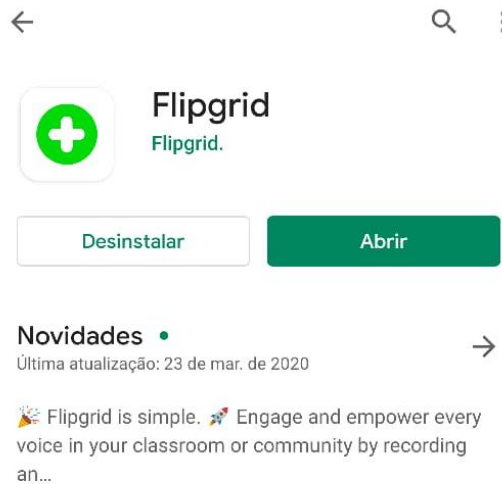 Flipgrid
Flipgrid.
Desinstalar
Abrir
Novidades
Última atualização: 23 de mar. de 2020
🎉 Flipgrid is simple. 🚀 Engage and empower every
voice in your classroom or community by recording
an...